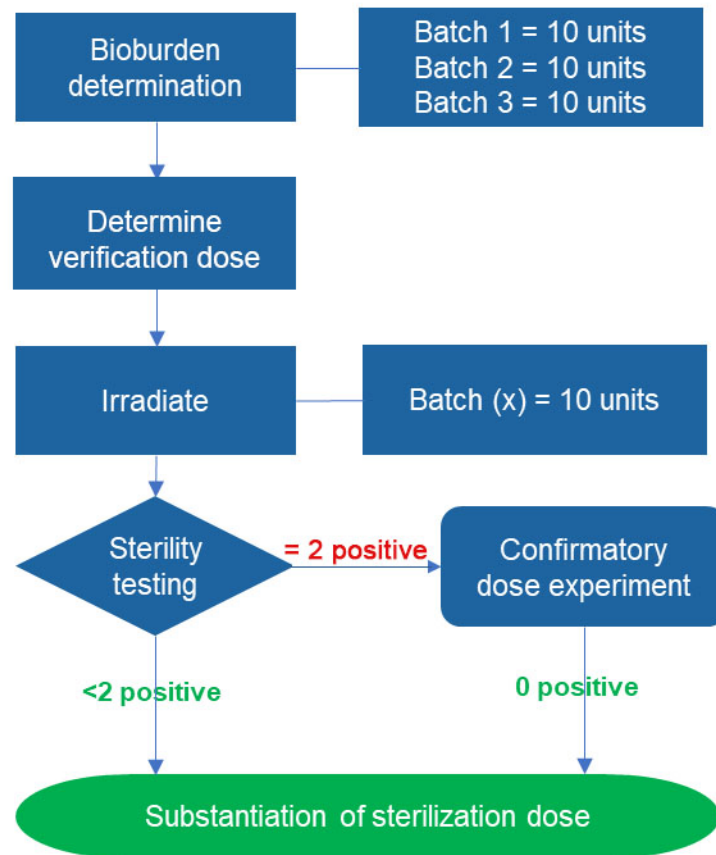 Bioburden
determination
Batch 1 = 10 units
Batch 2 = 10 units
Batch 3 = 10 units
Determine
verification dose
Irradiate
Batch (x) = 10 units
Sterility
testing
= 2 positive
Confirmatory
dose experiment
<2 positive
0 positive
Substantiation of sterilization dose